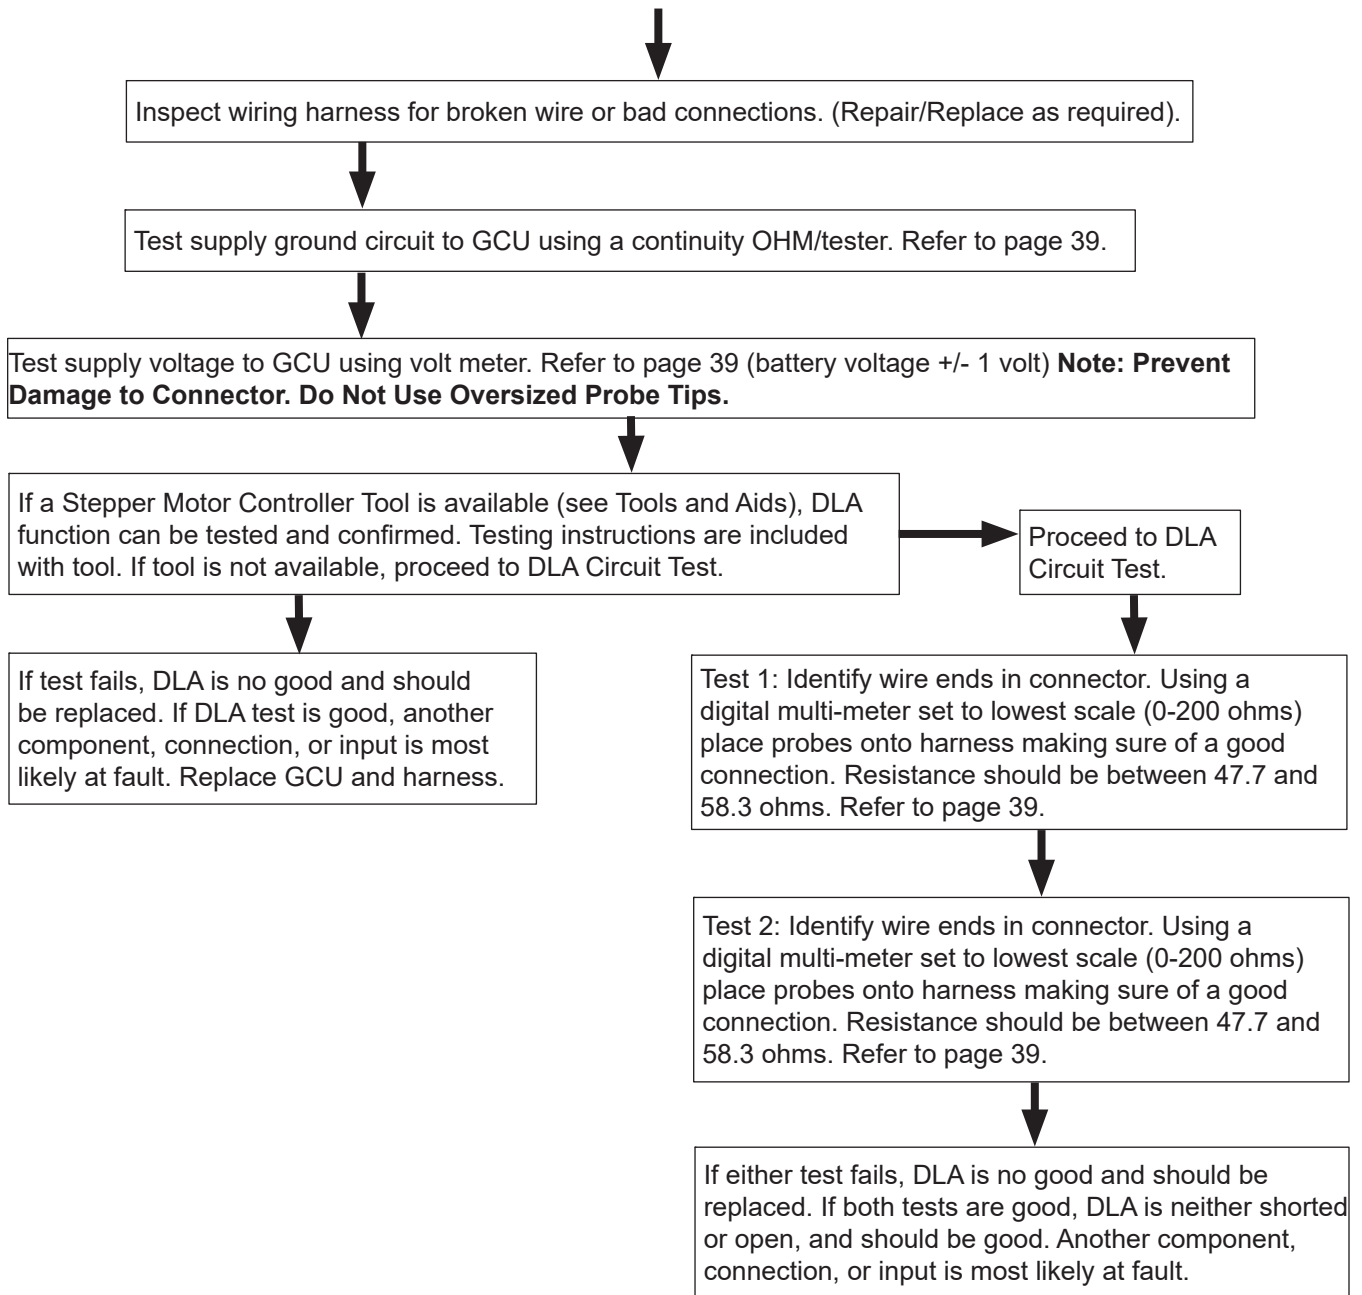 Inspect wiring harness for broken wire or bad connections. (Repair/Replace as required).
Test supply ground circuit to GCU using a continuity OHM/tester. Refer to page 39.
Test supply voltage to GCU using volt meter. Refer to page 39 (battery voltage +/- 1 volt) Note: Prevent
Damage to Connector. Do Not Use Oversized Probe Tips.
If a Stepper Motor Controller Tool is available (see Tools and Aids), DLA
function can be tested and confirmed. Testing instructions are included
with tool. If tool is not available, proceed to DLA Circuit Test.
Proceed to DLA
Circuit Test.
If test fails, DLA is no good and should
be replaced. If DLA test is good, another
component, connection, or input is most
likely at fault. Replace GCU and harness.
Test 1: Identify wire ends in connector. Using a
digital multi-meter set to lowest scale (0-200 ohms)
place probes onto harness making sure of a good
connection. Resistance should be between 47.7 and
58.3 ohms. Refer to page 39.
Test 2: Identify wire ends in connector. Using a
digital multi-meter set to lowest scale (0-200 ohms)
place probes onto harness making sure of a good
connection. Resistance should be between 47.7 and
58.3 ohms. Refer to page 39.
If either test fails, DLA is no good and should be
replaced. If both tests are good, DLA is neither shorted
or open, and should be good. Another component,
connection, or input is most likely at fault.